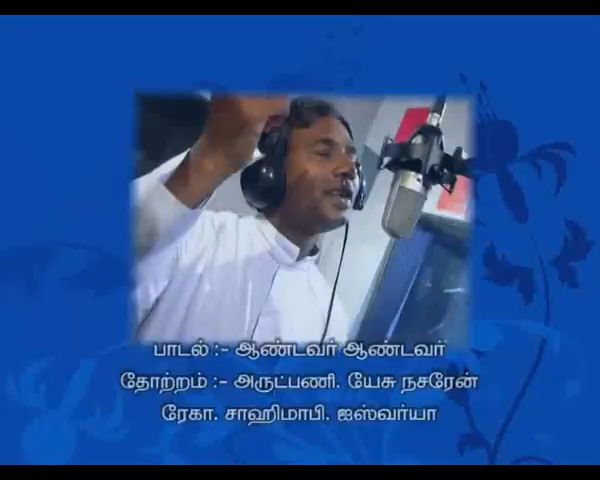 பாடல் :- ஆண்டவர் ஆண்டவர்
தோற்றம் :- அருட்பணி. யேசு நசரேன்
ரேகா. சாஹிமாபி. ஐஸ்வர்யா